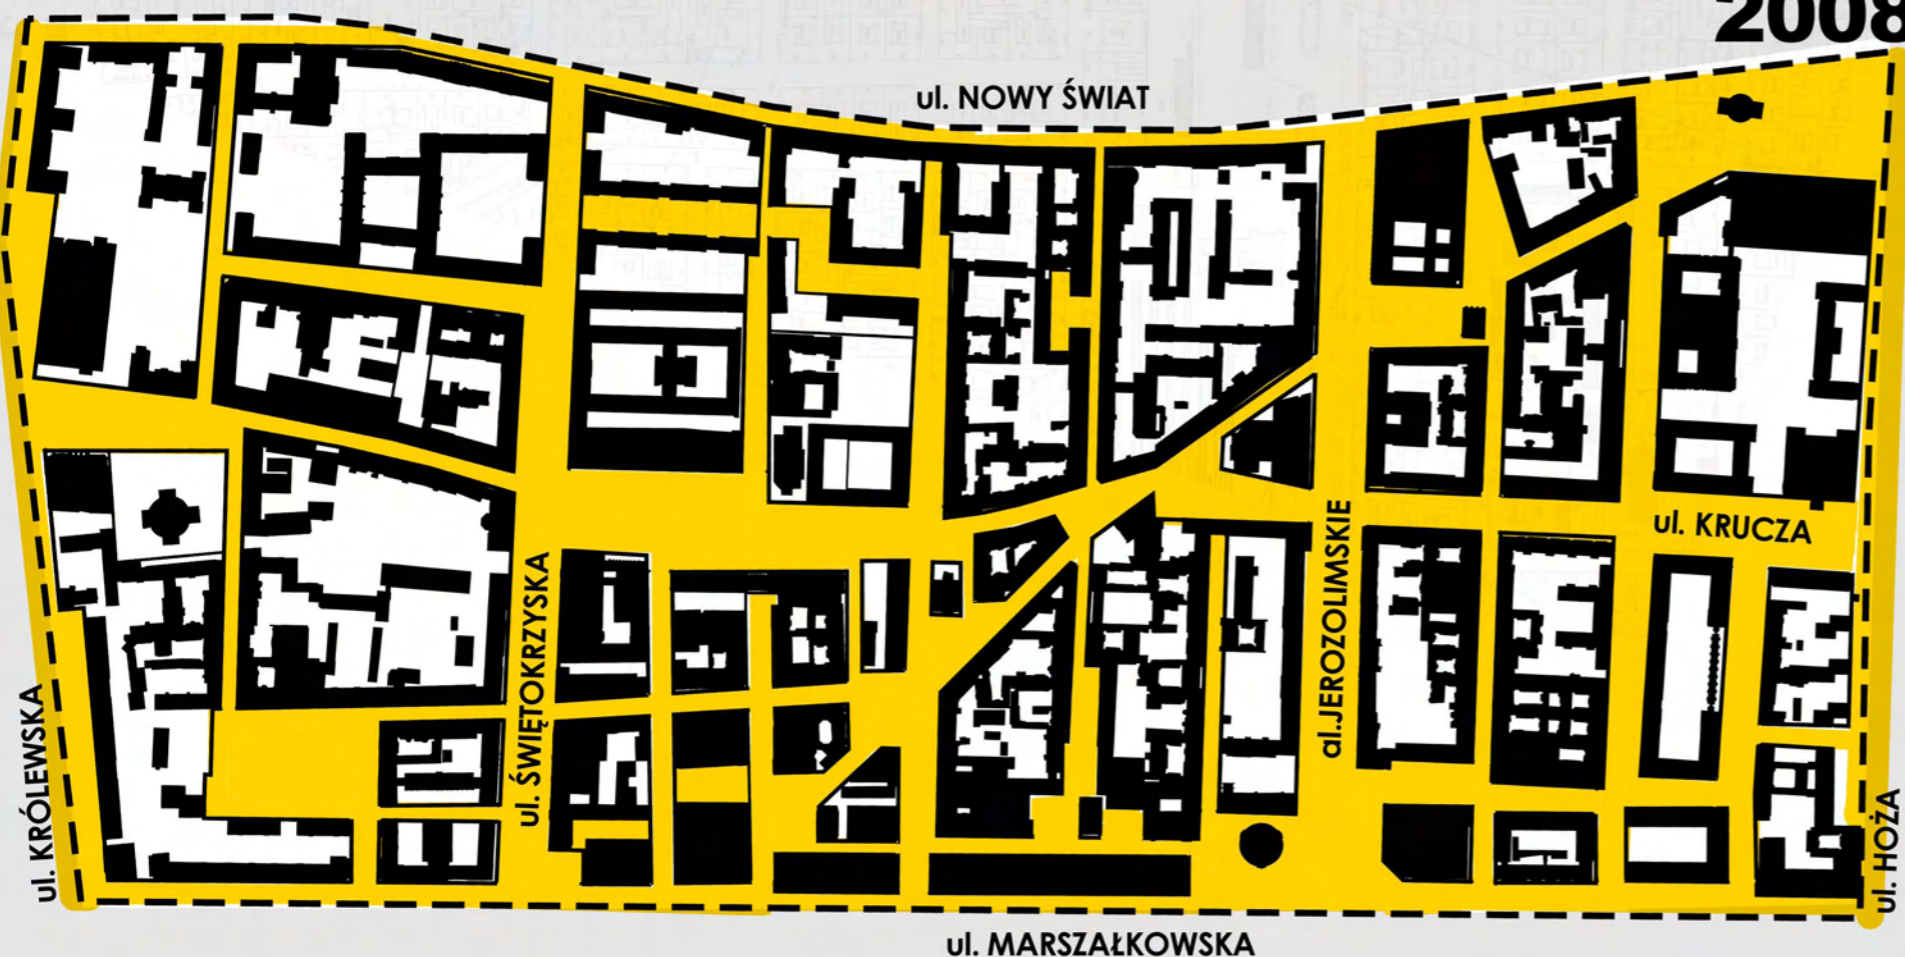 2008
ul. NOWY ŚWIAT
ul. KRUCZA
al.JEROZOLIMSKIE
ul. ŚWIĘTOKRZYSKA
ul. KRÓLEWSKA
ul. HOŻA
ul. MARSZAŁKOWSKA